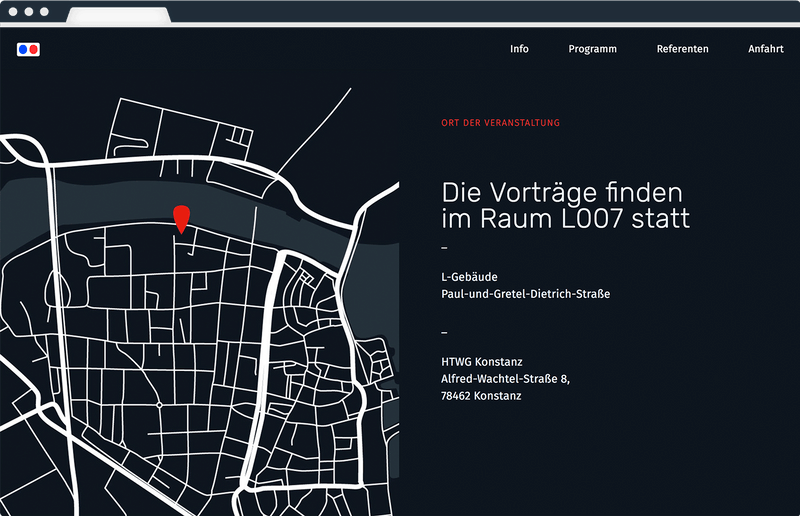 Info
Programm
Referenten
Anfahrt
ORT DER VERANSTALTUNG
Die Vorträge finden
im Raum L007 statt
–
L-Gebäude
Paul-und-Gretel-Dietrich-Straße
–
HTWG Konstanz
Alfred-Wachtel-Straße 8,
78462 Konstanz